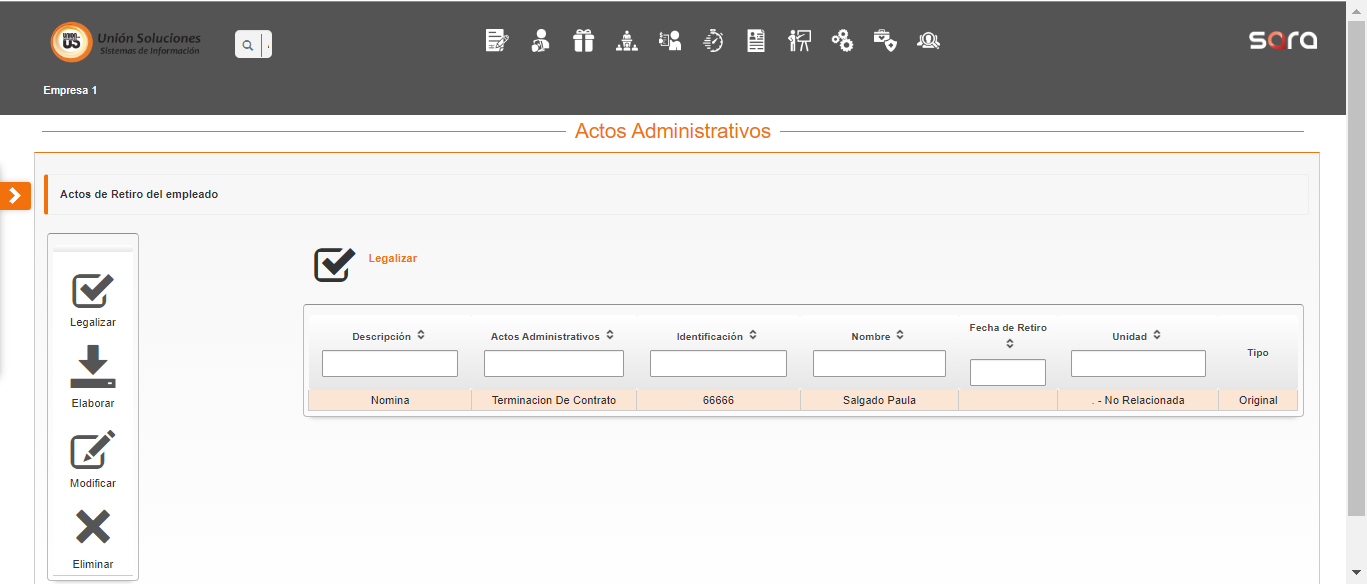 Unión Soluciones
Sistemas de Información
sara
Empresa 1
Actos Administrativos
Actos de Retiro del empleado
Legalizar
Elaborar
Modificar
Eliminar
Legalizar
Descripción Actos Administrativos Identificación Nombre Fecha de Retiro Unidad Tipo
Nomina Terminacion De Contrato 66666 Salgado Paula . - No Relacionada Original